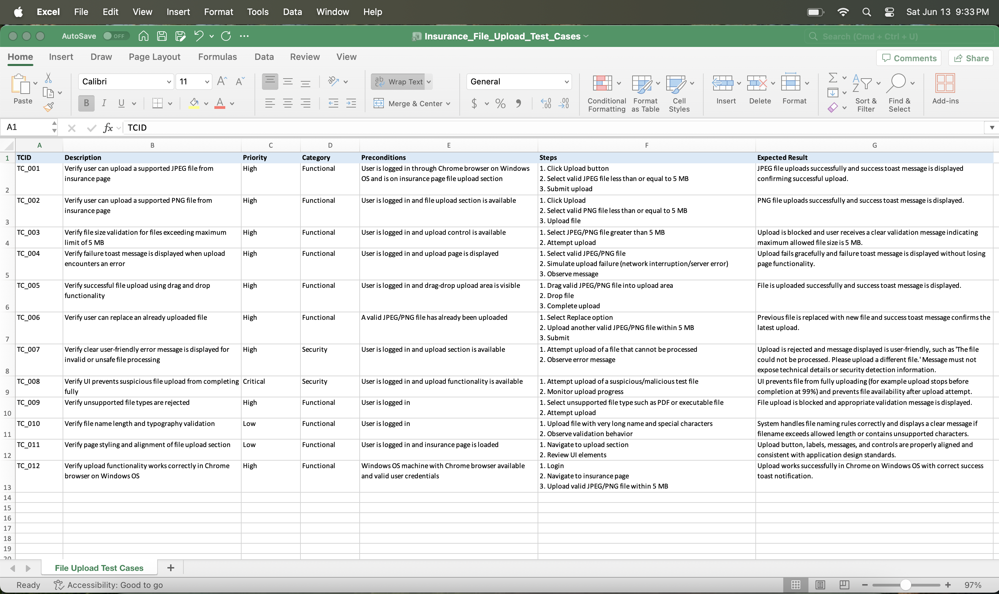 Excel File Edit View Insert Format Tools Data Window Help Sat Jun 13 9:33 PM
AutoSave OFF Insurance_File_Upload_Test_Cases Search (Cmd + Ctrl + U)
Home Insert Draw Page Layout Formulas Data Review View Comments Share
Paste
Calibri 11
B I U A
Wrap Text
Merge & Center
General
$ % 9 .00 .00
Conditional Formatting
Format as Table
Cell Styles
Insert
Delete
Format
Sort & Filter
Find & Select
Add-ins
A1 fx TCID
A B C D E F G
1 TCID Description Priority Category Preconditions Steps Expected Result
2 TC_001
Verify user can upload a supported JPEG file from
insurance page
High
Functional
User is logged in through Chrome browser on Windows
OS and is on insurance page file upload section
1. Click Upload button
2. Select valid JPEG file less than or equal to 5 MB
3. Submit upload
JPEG file uploads successfully and success toast message is displayed
confirming successful upload.
3 TC_002
Verify user can upload a supported PNG file from
insurance page
High
Functional
User is logged in and file upload section is available
1. Click Upload
2. Select valid PNG file less than or equal to 5 MB
3. Upload file
PNG file uploads successfully and success toast message is displayed.
4 TC_003
Verify file size validation for files exceeding maximum
limit of 5 MB
High
Functional
User is logged in and upload control is available
1. Select JPEG/PNG file greater than 5 MB
2. Attempt upload
Upload is blocked and user receives a clear validation message indicating
maximum allowed file size is 5 MB.
5 TC_004
Verify failure toast message is displayed when upload
encounters an error
High
Functional
User is logged in and upload page is displayed
1. Select valid JPEG/PNG file
2. Simulate upload failure (network interruption/server error)
3. Observe message
Upload fails gracefully and failure toast message is displayed without losing
page functionality.
6 TC_005
Verify successful file upload using drag and drop
functionality
High
Functional
User is logged in and drag-drop upload area is visible
1. Drag valid JPEG/PNG file into upload area
2. Drop file
3. Complete upload
File is uploaded successfully and success toast message is displayed.
7 TC_006
Verify user can replace an already uploaded file
High
Functional
A valid JPEG/PNG file has already been uploaded
1. Select Replace option
2. Upload another valid JPEG/PNG file within 5 MB
3. Submit
Previous file is replaced with new file and success toast message confirms the
latest upload.
8 TC_007
Verify clear user-friendly error message is displayed for
invalid or unsafe file processing
High
Security
User is logged in and upload section is available
1. Attempt upload of a file that cannot be processed
2. Observe error message
Upload is rejected and message displayed is user-friendly, such as 'The file
could not be processed. Please upload a different file.' Message must not
expose technical details or security detection information.
9 TC_008
Verify UI prevents suspicious file upload from completing
fully
Critical
Security
User is logged in and upload functionality is available
1. Attempt upload of a suspicious/malicious test file
2. Monitor upload progress
UI prevents file from fully uploading (for example upload stops before
completion at 99%) and prevents file availability after upload attempt.
10 TC_009
Verify unsupported file types are rejected
High
Functional
User is logged in
1. Select unsupported file type such as PDF or executable file
2. Attempt upload
File upload is blocked and appropriate validation message is displayed.
11 TC_010
Verify file name length and typography validation
Low
Functional
User is logged in
1. Upload file with very long name and special characters
2. Observe validation behavior
System handles file naming rules correctly and displays a clear message if
filename exceeds allowed length or contains unsupported characters.
12 TC_011
Verify page styling and alignment of file upload section
Low
Functional
User is logged in and insurance page is loaded
1. Navigate to upload section
2. Review UI elements
Upload button, labels, messages, and controls are properly aligned and
consistent with application design standards.
13 TC_012
Verify upload functionality works correctly in Chrome
browser on Windows OS
High
Functional
Windows OS machine with Chrome browser available
and valid user credentials
1. Login
2. Navigate to insurance page
3. Upload valid JPEG/PNG file within 5 MB
Upload works successfully in Chrome on Windows OS with correct success
toast notification.
14
15
16
17
18
19
20
File Upload Test Cases
Ready Accessibility: Good to go 97%